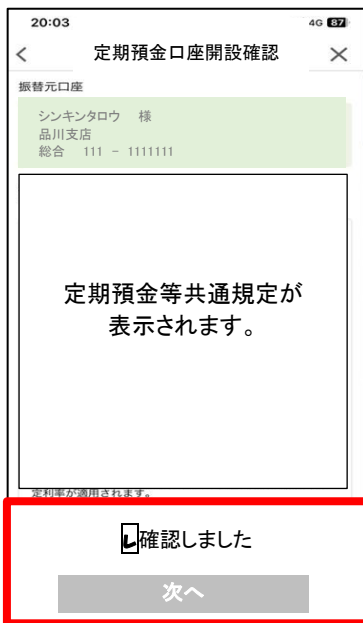 20:03
4G 87
定期預金口座開設確認
振替元口座
シンキンタロウ 様
品川支店
総合 111 - 1111111
定期預金等共通規定が
表示されます。
定利率が適用されます。
確認しました
次へ